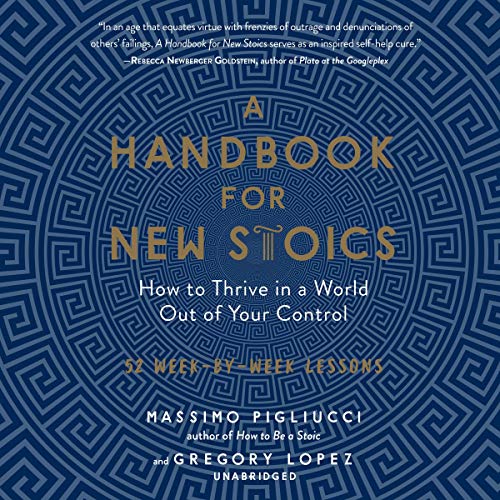 “In an age that equates virtue with frenzies of outrage and denunciations
of others’ failings, A Handbook for New Stoics serves as an inspired self-help cure.”
—REBECCA NEWBERGER GOLDSTEIN, author of Plato at the Googleplex
A
HANDBOOK
FOR
NEW STOICS
How to Thrive in a World
Out of Your Control
52 WEEK-BY-WEEK LESSONS
MASSIMO PIGLIUCCI
author of How to Be a Stoic
and GREGORY LOPEZ
UNABRIDGED